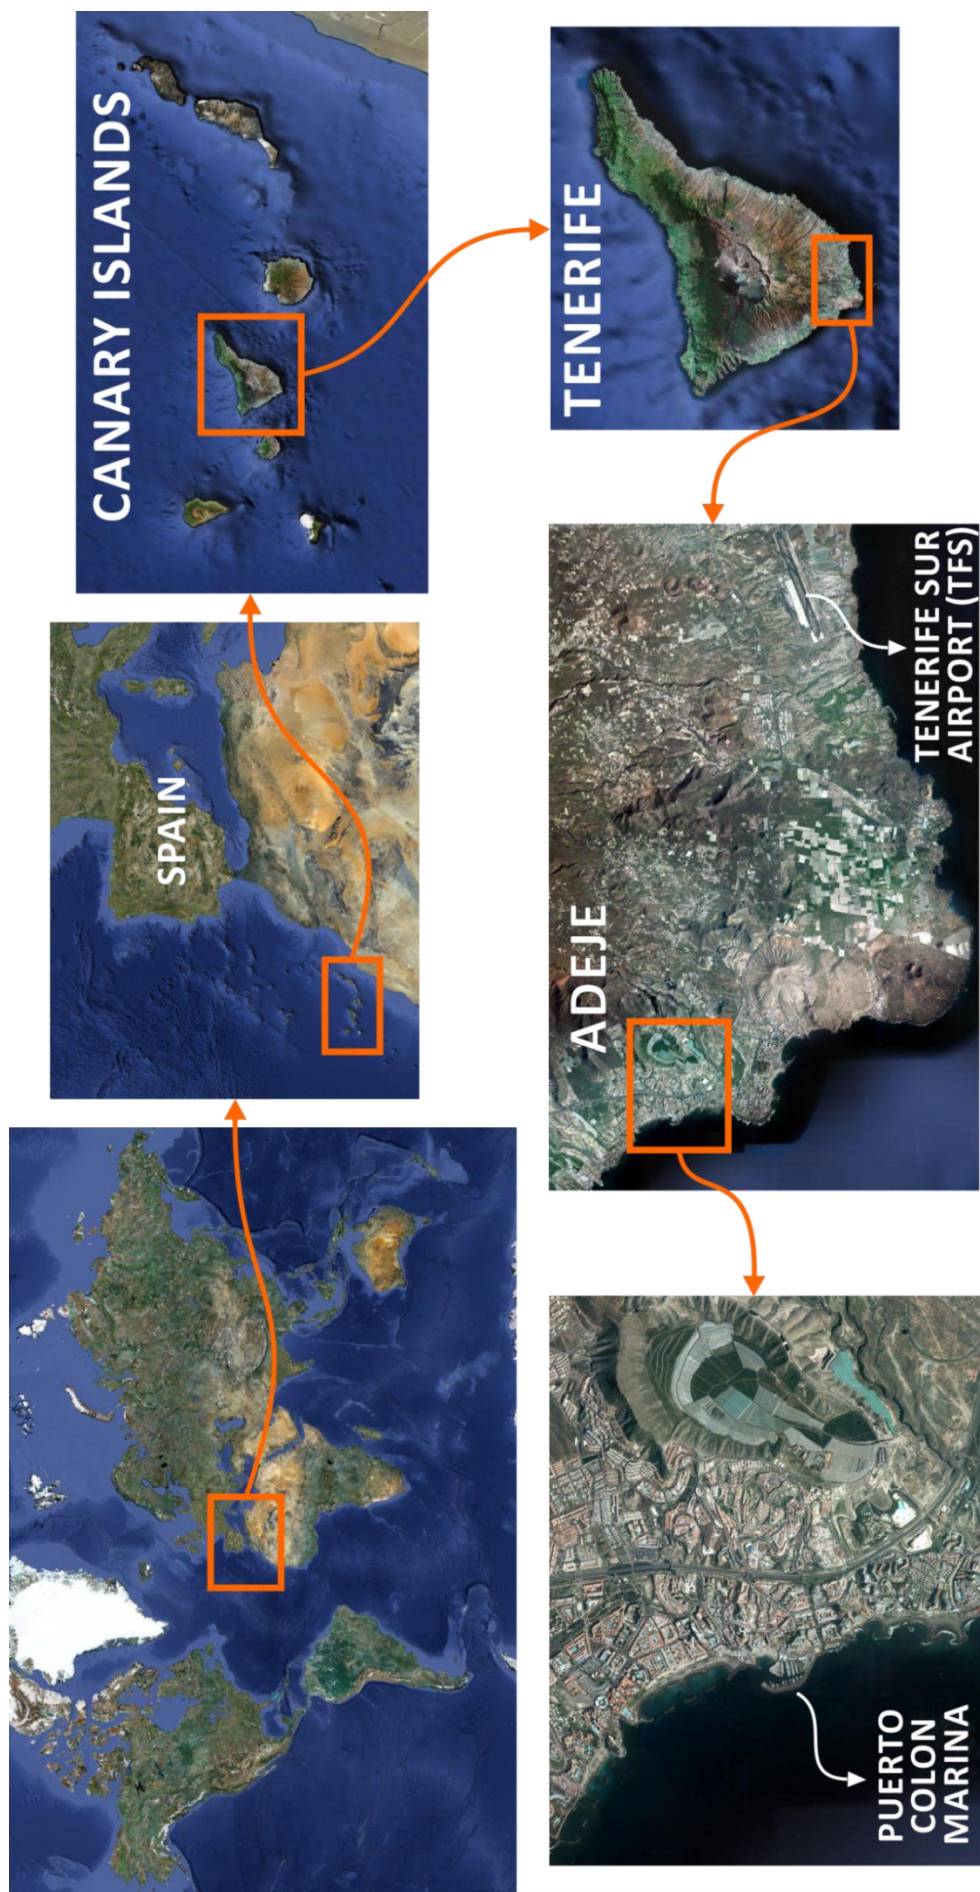 SPAIN
CANARY ISLANDS
TENERIFE
ADEJE
TENERIFE SUR
AIRPORT (TFS)
PUERTO
COLON
MARINA